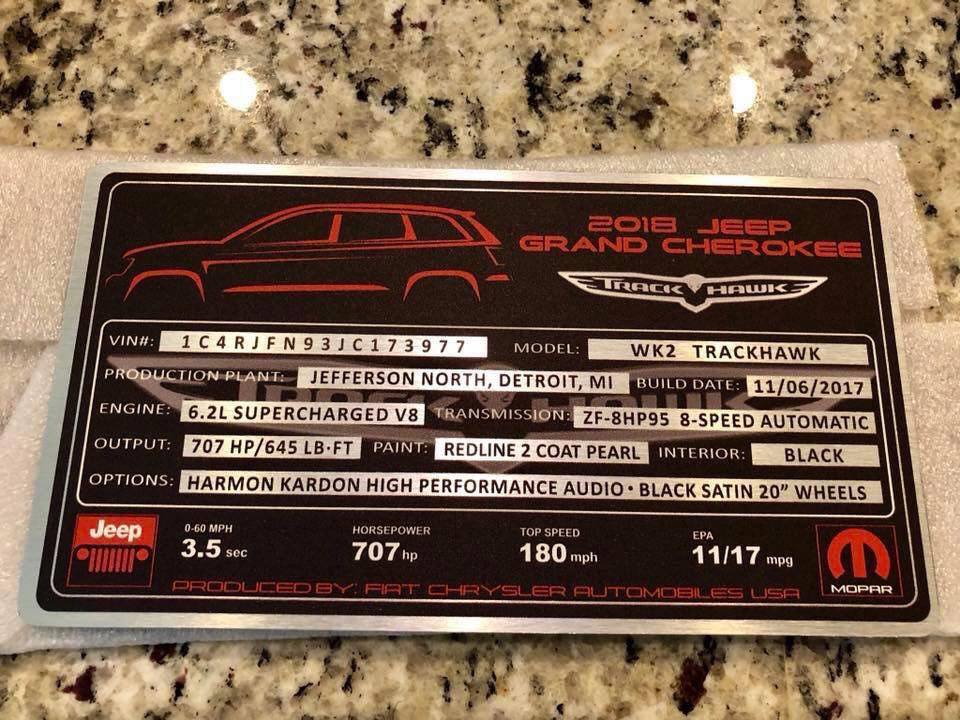 2018 JEEP
GRAND CHEROKEE
TRACKHAWK
VIN#: 1C4RJFN93JC173977 MODEL: WK2 TRACKHAWK
PRODUCTION PLANT: JEFFERSON NORTH, DETROIT, MI BUILD DATE: 11/06/2017
ENGINE: 6.2L SUPERCHARGED V8 TRANSMISSION: ZF-8HP95 8-SPEED AUTOMATIC
OUTPUT: 707 HP/645 LB·FT PAINT: REDLINE 2 COAT PEARL INTERIOR: BLACK
OPTIONS: HARMON KARDON HIGH PERFORMANCE AUDIO • BLACK SATIN 20” WHEELS
Jeep
0-60 MPH HORSEPOWER TOP SPEED EPA
3.5 sec 707 hp 180 mph 11/17 mpg
MOPAR
PRODUCED BY: FIAT CHRYSLER AUTOMOBILES USA